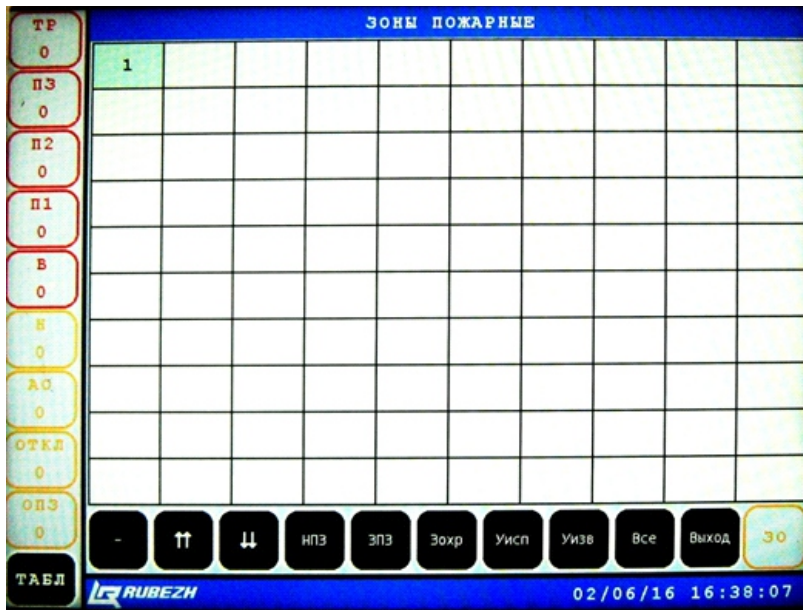 ЗОНЫ ПОЖАРНЫЕ
ТР
0
ПЗ
0
П2
0
П1
0
В
0
Н
0
АС
0
ОТКЛ
0
ОПЗ
0
ТАБЛ
1
-
⇈
⇊
НПЗ
ЗПЗ
Зохр
Уисп
Уизв
Все
Выход
ЗО
RUBEZH
02/06/16 16:38:07